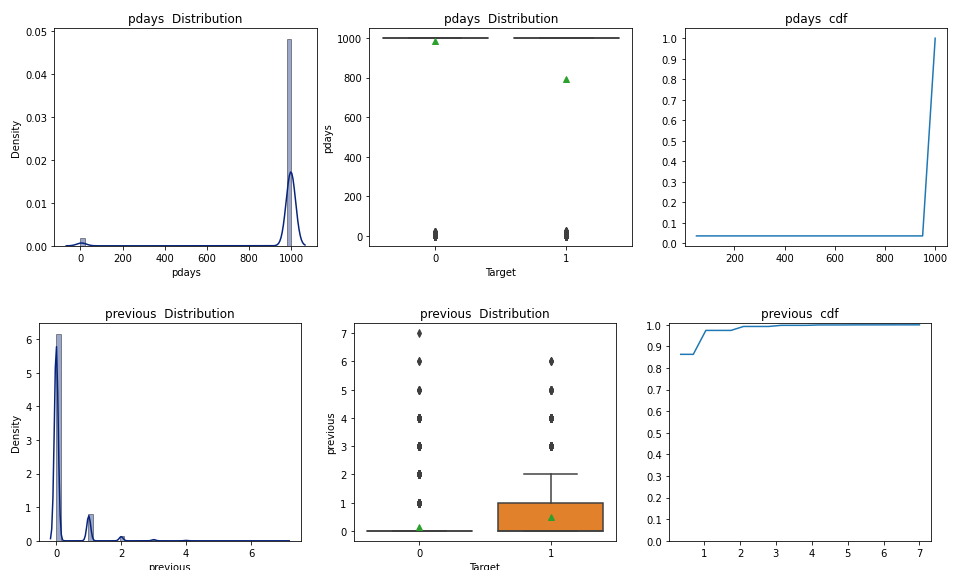 pdays  Distribution
Density
0.05
0.04
0.03
0.02
0.01
0.00
0 200 400 600 800 1000
pdays
pdays  Distribution
pdays
1000
800
600
400
200
0
0 1
Target
pdays  cdf
1.0
0.9
0.8
0.7
0.6
0.5
0.4
0.3
0.2
0.1
0.0
200 400 600 800 1000
previous  Distribution
Density
6
5
4
3
2
1
0
0 2 4 6
previous
previous  Distribution
previous
7
6
5
4
3
2
1
0
0 1
Target
previous  cdf
1.0
0.9
0.8
0.7
0.6
0.5
0.4
0.3
0.2
0.1
0.0
1 2 3 4 5 6 7